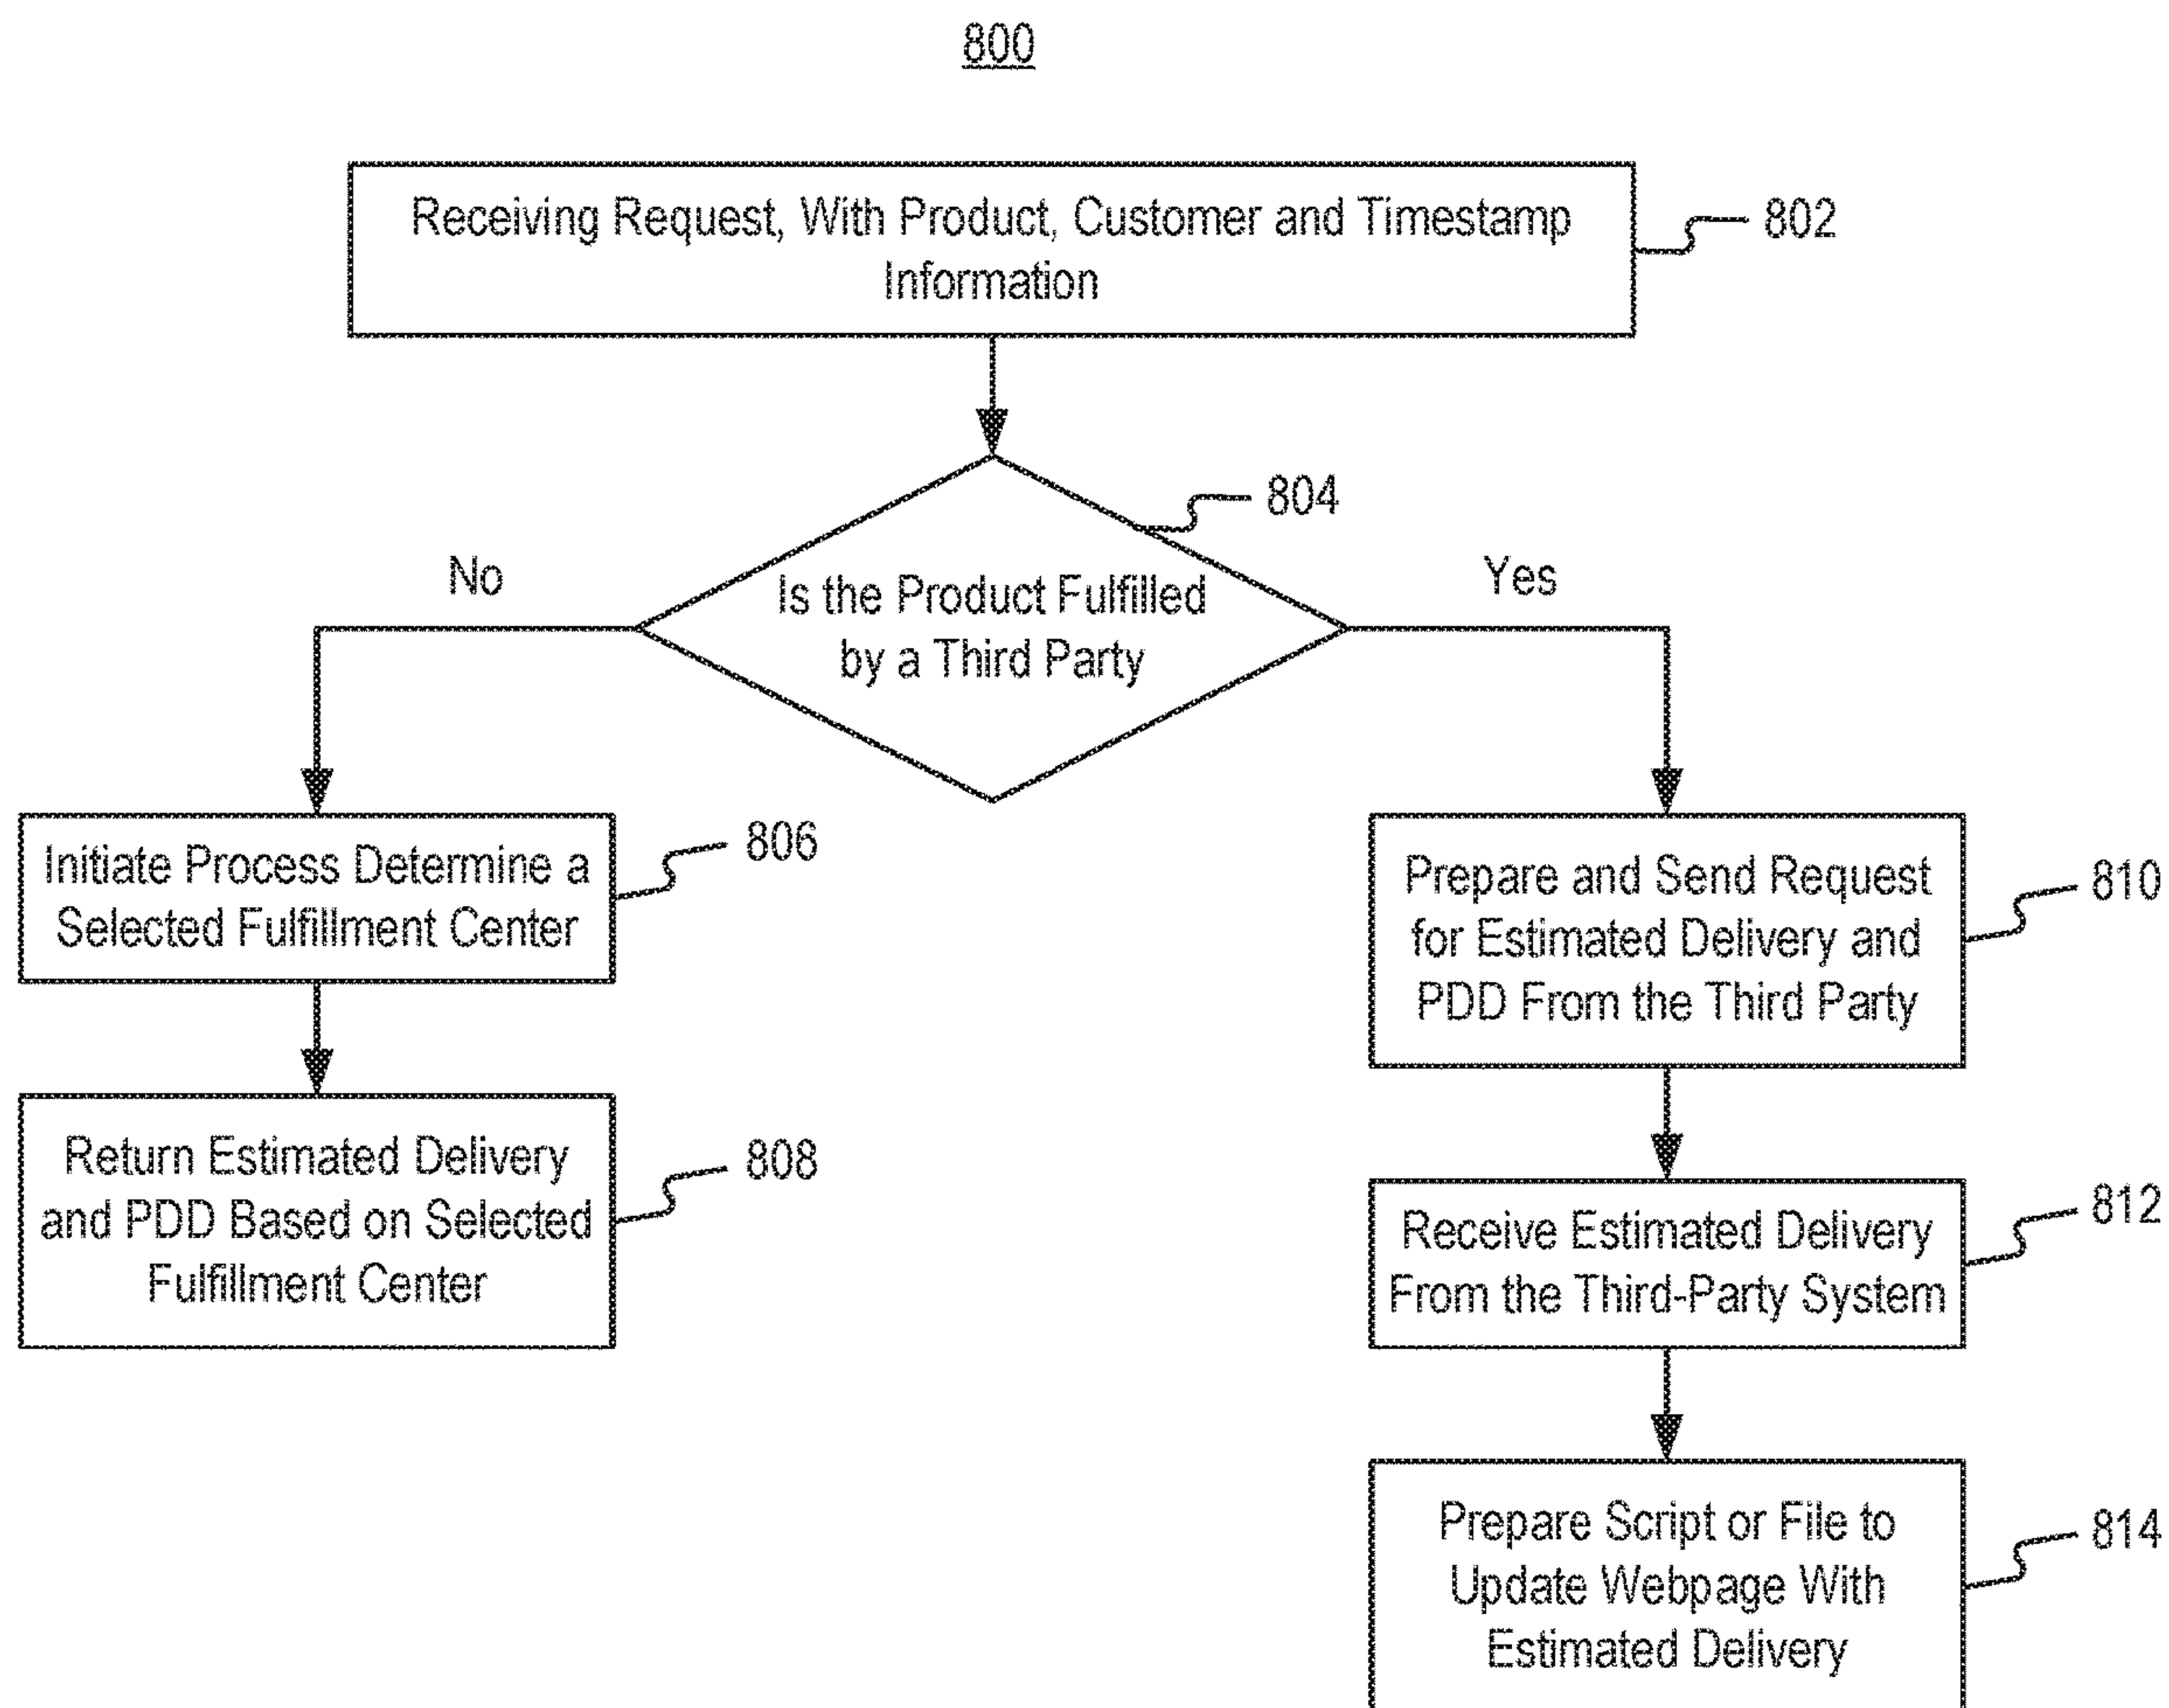 800
Receiving Request, With Product, Customer and Timestamp
Information
802
804
No
Yes
Is the Product Fulfilled
by a Third Party
Initiate Process Determine a
Selected Fulfillment Center
806
Return Estimated Delivery
and PDD Based on Selected
Fulfillment Center
808
Prepare and Send Request
for Estimated Delivery and
PDD From the Third Party
810
Receive Estimated Delivery
From the Third-Party System
812
Prepare Script or File to
Update Webpage With
Estimated Delivery
814